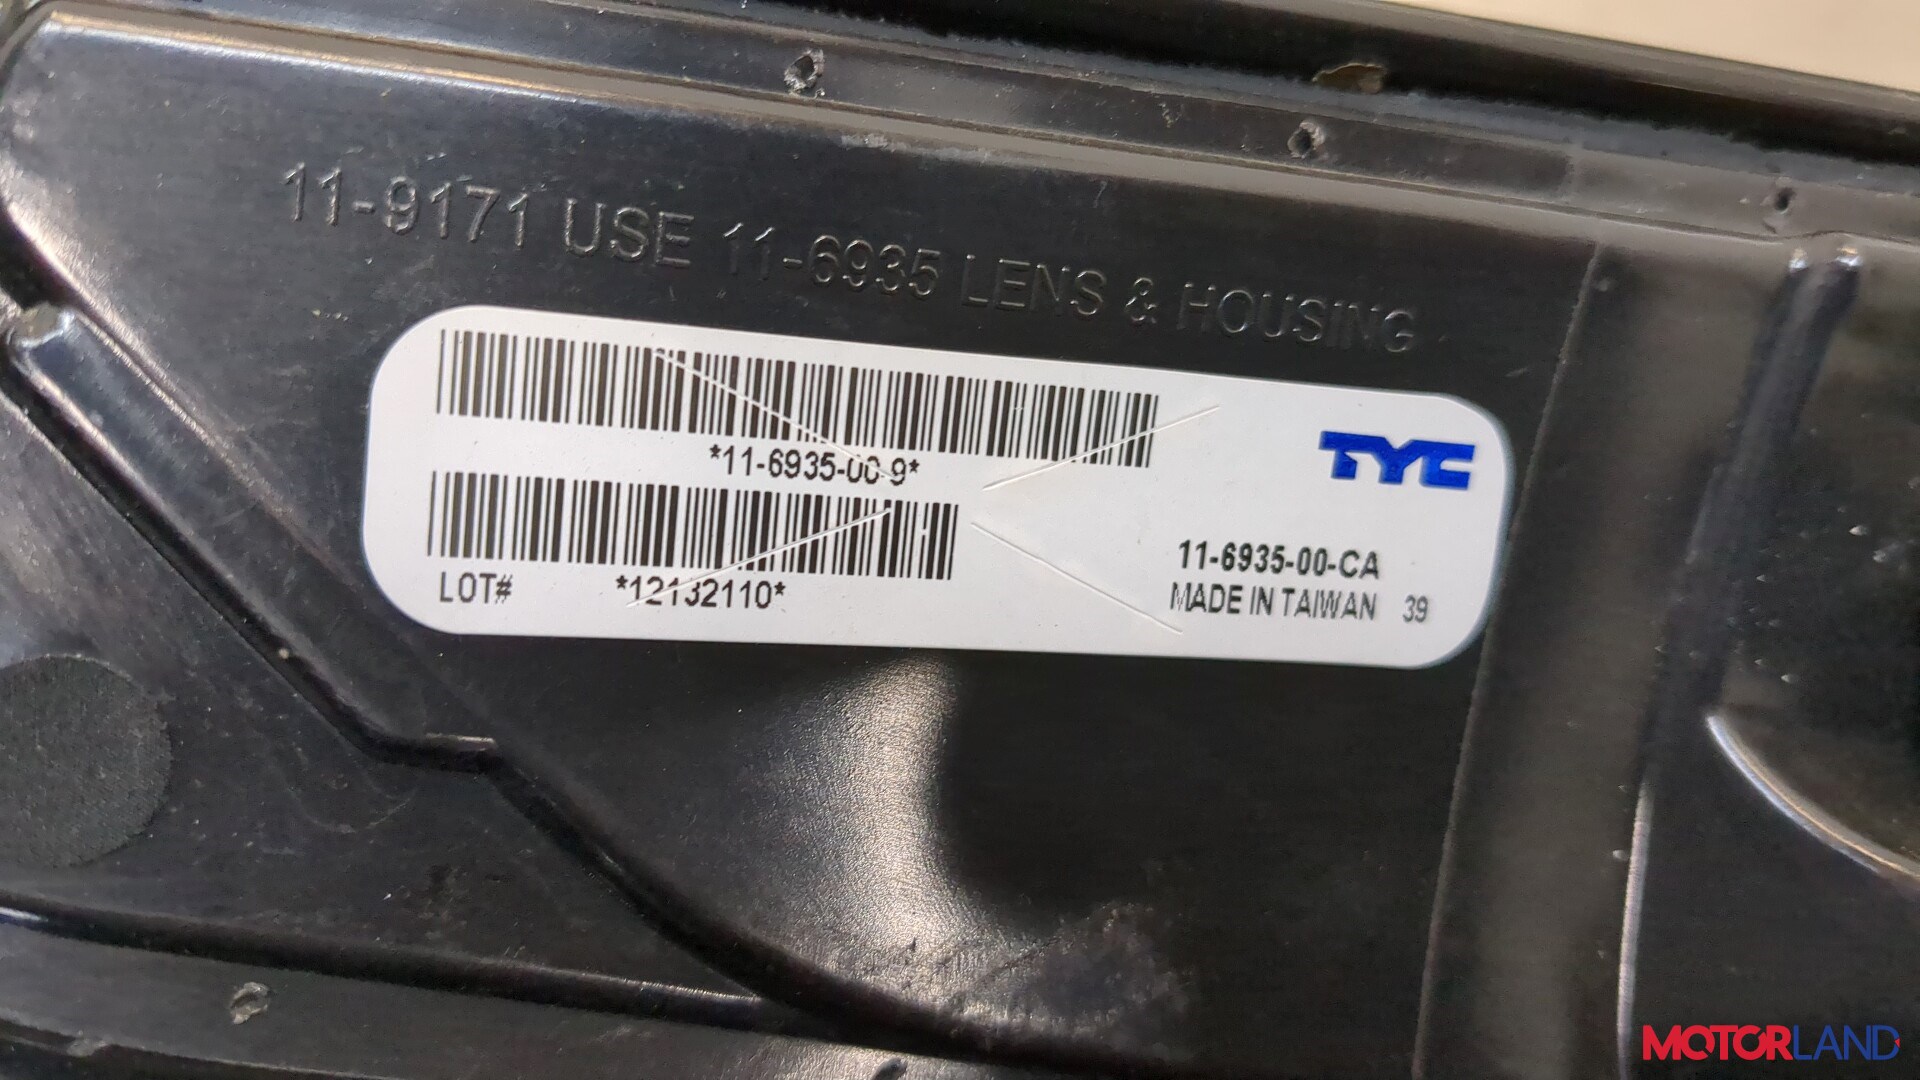 11-9171 USE 11-6935 LENS & HOUSING
*11-6935-00-9*
TYC
LOT# *12132110*
11-6935-00-CA
MADE IN TAIWAN 39
MOTORLAND